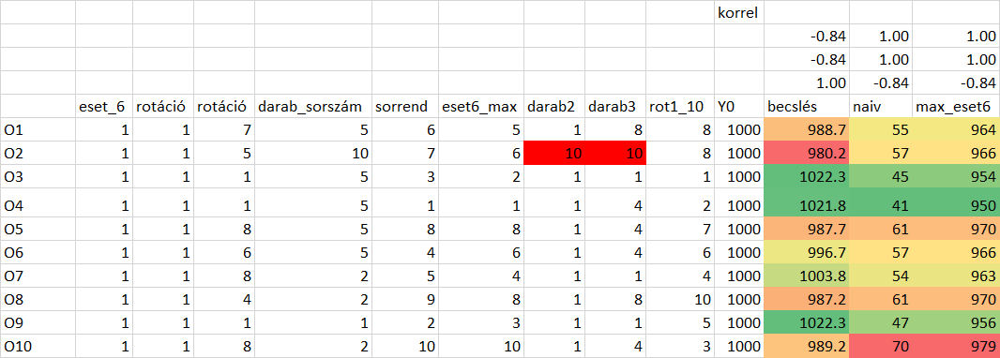 korrel
-0.84 1.00 1.00
-0.84 1.00 1.00
1.00 -0.84 -0.84
eset_6 rotáció rotáció darab_sorszám sorrend eset6_max darab2 darab3 rot1_10 Y0 becslés naiv max_eset6
O1 1 1 7 5 6 5 1 8 8 1000 988.7 55 964
O2 1 1 5 10 7 6 10 10 8 1000 980.2 57 966
O3 1 1 1 5 3 2 1 1 1 1000 1022.3 45 954
O4 1 1 1 5 1 1 1 4 2 1000 1021.8 41 950
O5 1 1 8 5 8 8 1 4 7 1000 987.7 61 970
O6 1 1 6 5 4 6 1 4 6 1000 996.7 57 966
O7 1 1 8 2 5 4 1 1 4 1000 1003.8 54 963
O8 1 1 4 2 9 8 1 8 10 1000 987.2 61 970
O9 1 1 1 1 2 3 1 1 5 1000 1022.3 47 956
O10 1 1 8 2 10 10 1 4 3 1000 989.2 70 979